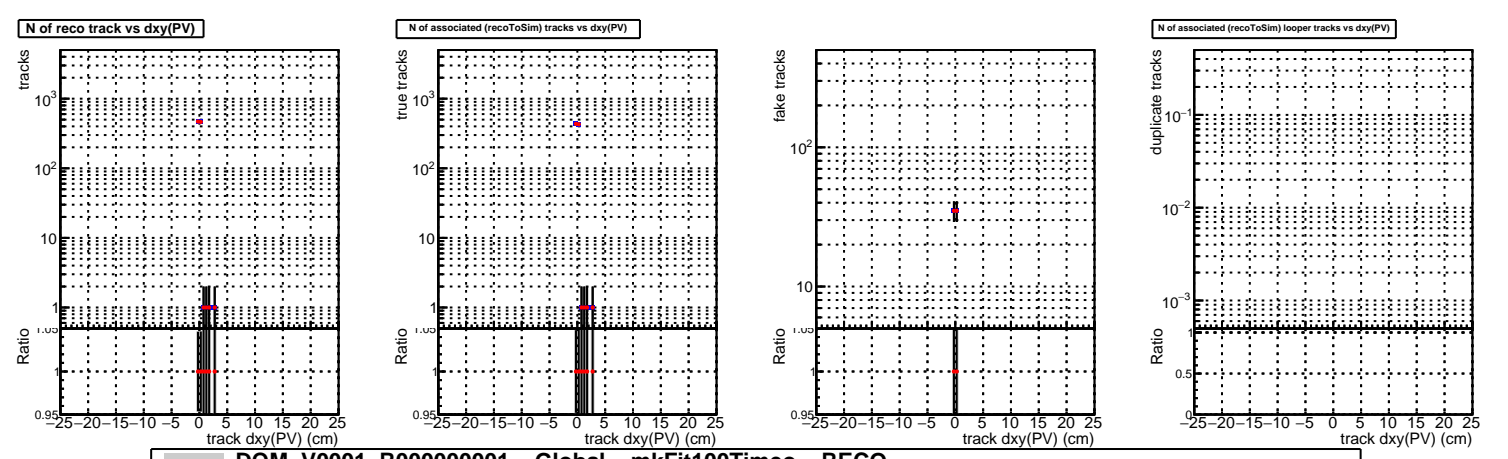 N of reco track vs dxy(PV)
tracks
10³
10²
10
1
Ratio
1.05
1
0.95
−25 −20 −15 −10 −5 0 5 10 15 20 25
track dxy(PV) (cm)
N of associated (recoToSim) tracks vs dxy(PV)
true tracks
10³
10²
10
1
Ratio
1.05
1
0.95
−25 −20 −15 −10 −5 0 5 10 15 20 25
track dxy(PV) (cm)
fake tracks
10²
10
Ratio
1.05
1
0.95
−25 −20 −15 −10 −5 0 5 10 15 20 25
track dxy(PV) (cm)
N of associated (recoToSim) looper tracks vs dxy(PV)
duplicate tracks
10⁻¹
10⁻²
10⁻³
Ratio
1
0.5
0
−25 −20 −15 −10 −5 0 5 10 15 20 25
track dxy(PV) (cm)